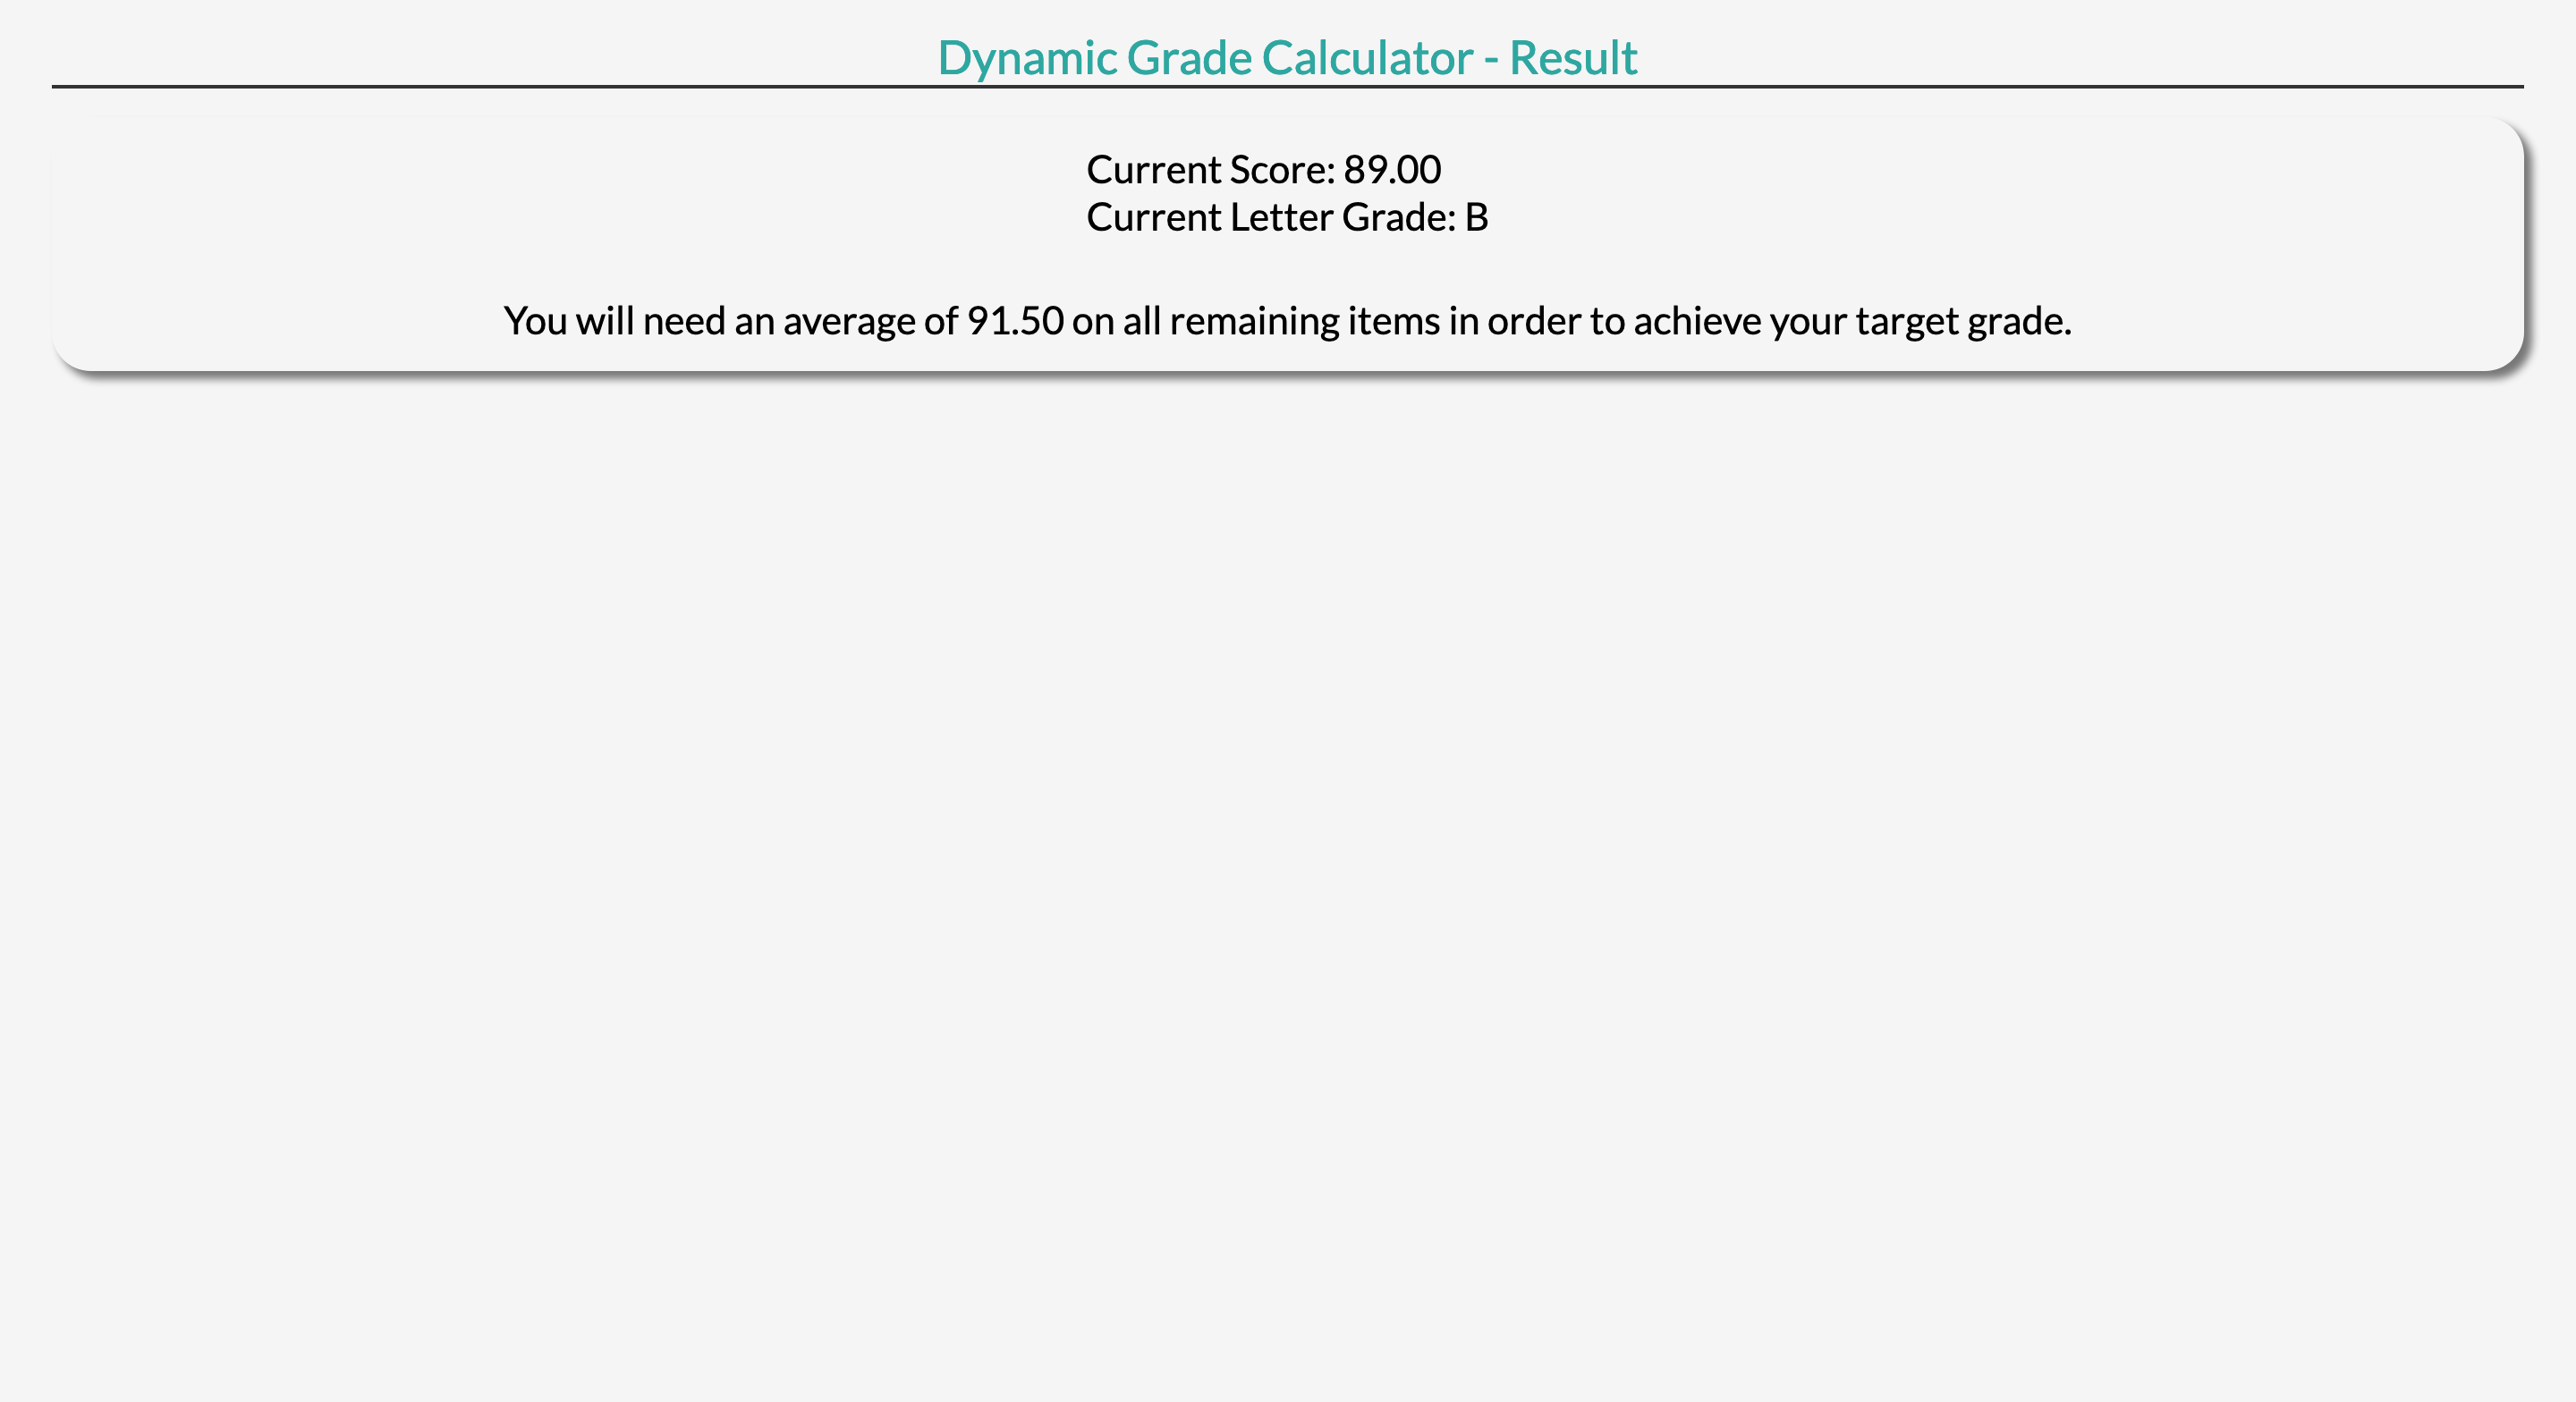 Dynamic Grade Calculator - Result
Current Score: 89.00
Current Letter Grade: B
You will need an average of 91.50 on all remaining items in order to achieve your target grade.